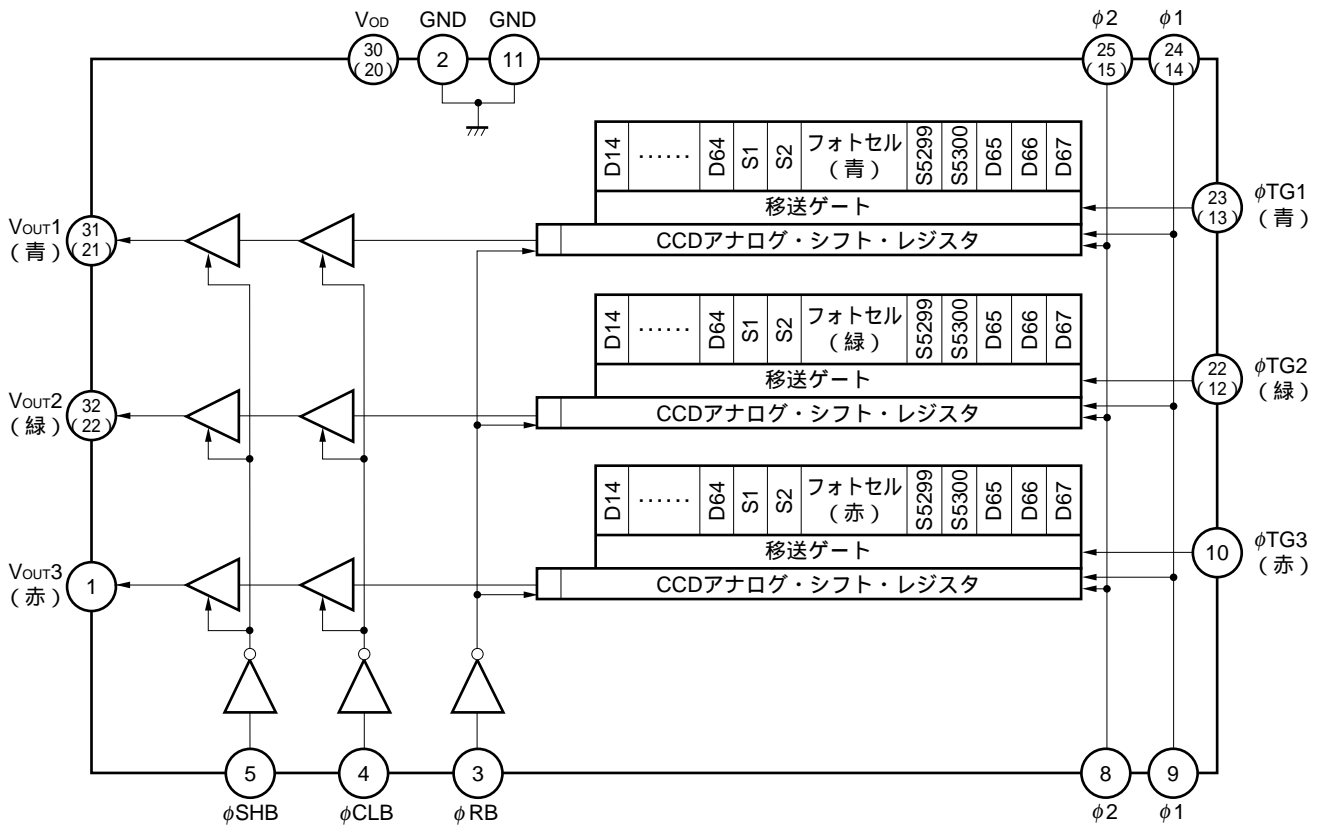 VOD GND GND φ2 φ1
30
(20)
2
11
25
(15)
24
(14)
D14 …… D64 S1 S2 フォトセル
(青) S5299 S5300 D65 D66 D67
移送ゲート
CCDアナログ・シフト・レジスタ
23
(13)
φTG1
(青)
VOUT1
(青)
31
(21)
D14 …… D64 S1 S2 フォトセル
(緑) S5299 S5300 D65 D66 D67
移送ゲート
CCDアナログ・シフト・レジスタ
22
(12)
φTG2
(緑)
VOUT2
(緑)
32
(22)
D14 …… D64 S1 S2 フォトセル
(赤) S5299 S5300 D65 D66 D67
移送ゲート
CCDアナログ・シフト・レジスタ
10
φTG3
(赤)
VOUT3
(赤)
1
5
4
3
8
9
φSHB φCLB φRB φ2 φ1